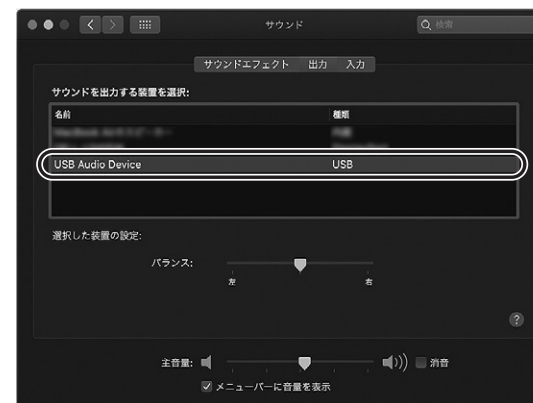 サウンド
検索
サウンドエフェクト 出力 入力
サウンドを出力する装置を選択:
名前 種類
USB Audio Device USB
選択した装置の設定:
バランス:
左 右
?
主音量: 消音
メニューバーに音量を表示